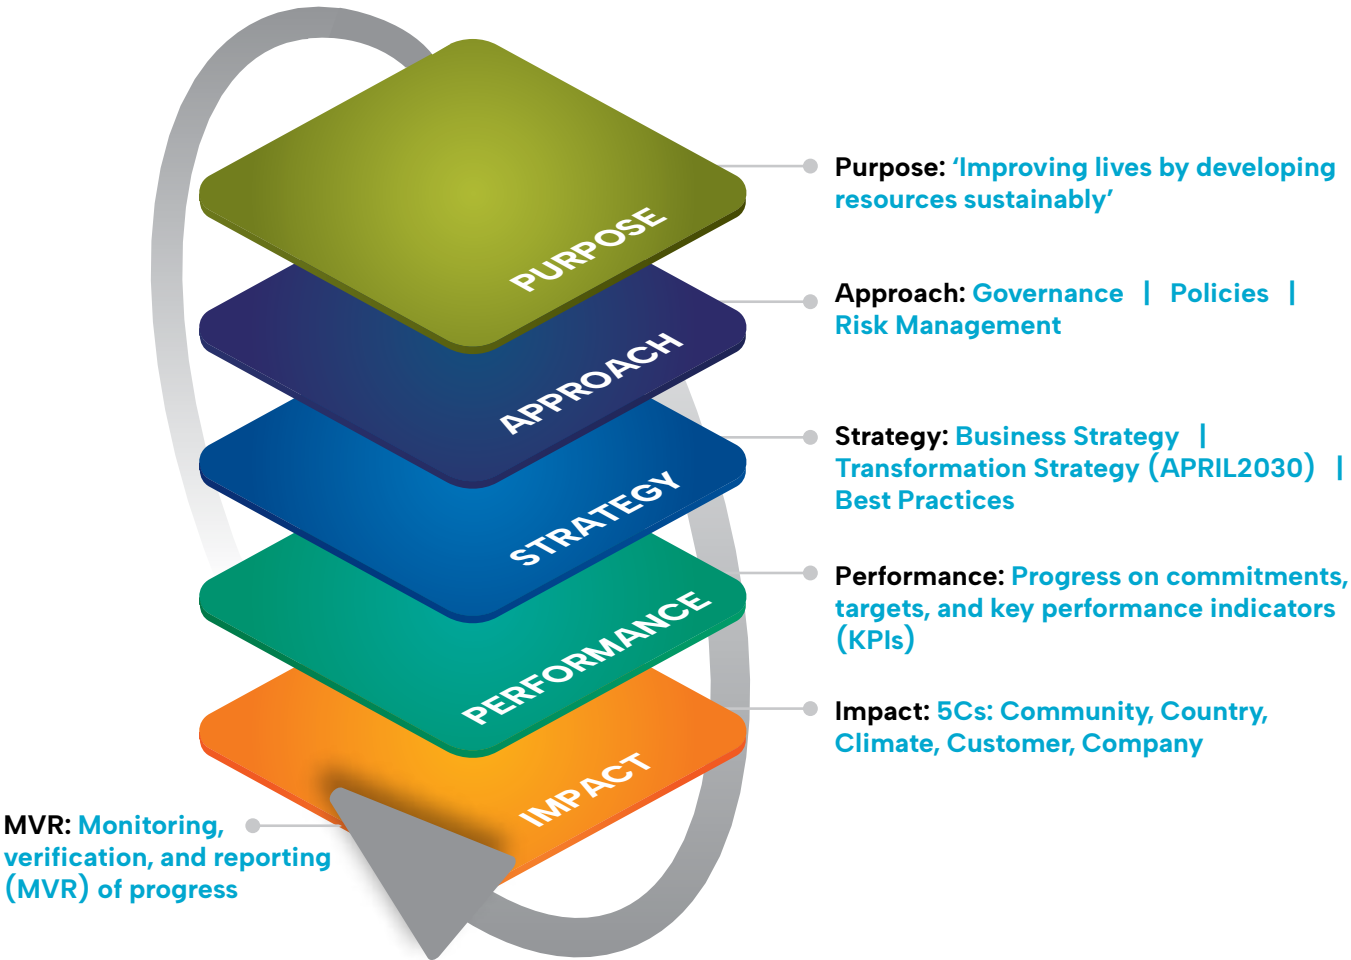 PURPOSE
APPROACH
STRATEGY
PERFORMANCE
IMPACT
Purpose: ‘Improving lives by developing
resources sustainably’
Approach: Governance | Policies |
Risk Management
Strategy: Business Strategy |
Transformation Strategy (APRIL2030) |
Best Practices
Performance: Progress on commitments,
targets, and key performance indicators
(KPIs)
Impact: 5Cs: Community, Country,
Climate, Customer, Company
MVR: Monitoring,
verification, and reporting
(MVR) of progress